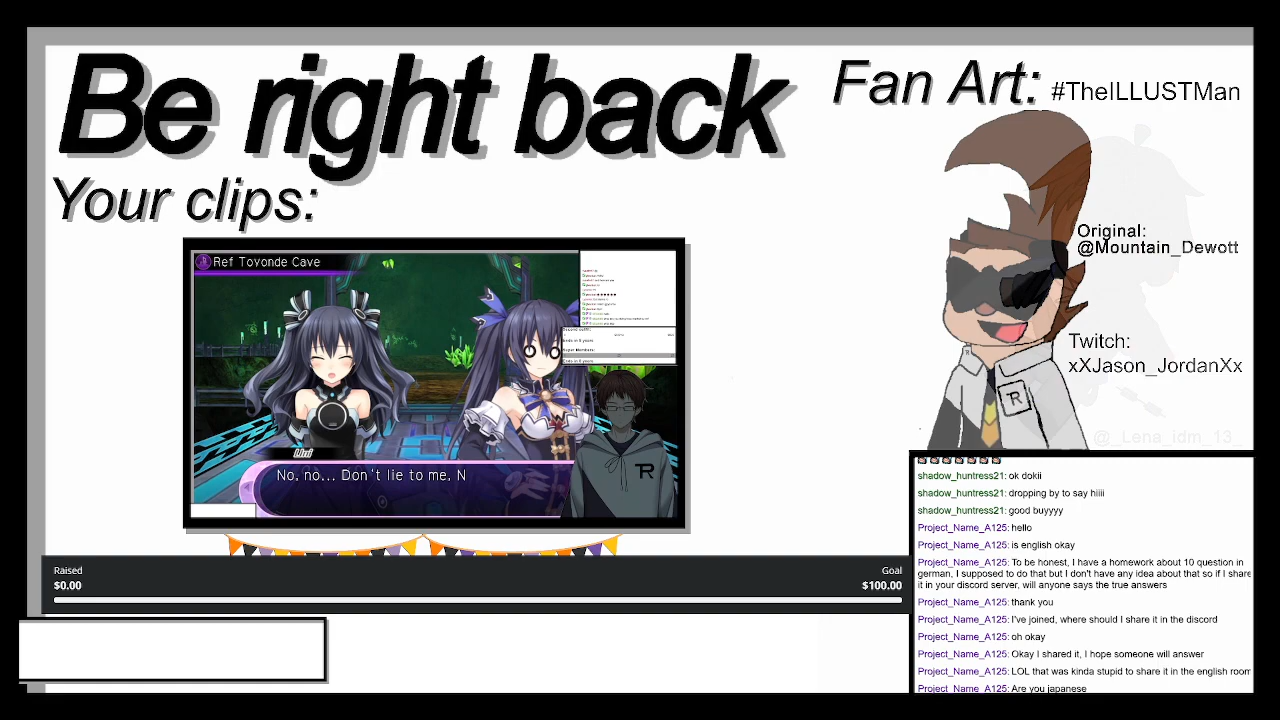 Be right back
Your clips:
Fan Art: #TheILLUSTMan
Original:
@Mountain_Dewott
Twitch:
xXJason_JordanXx
@_Lena_idm_13_
Ref Toyonde Cave
Uni
No, no... Don't lie to me, N
R
R
Raised
$0.00
Goal
$100.00
shadow_huntress21: ok dokii
shadow_huntress21: dropping by to say hiiii
shadow_huntress21: good buyyyy
Project_Name_A125: hello
Project_Name_A125: is english okay
Project_Name_A125: To be honest, I have a homework about 10 question in
german, I supposed to do that but I don't have any idea about that so if I share
it in your discord server, will anyone says the true answers
Project_Name_A125: thank you
Project_Name_A125: I've joined, where should I share it in the discord
Project_Name_A125: oh okay
Project_Name_A125: Okay I shared it, I hope someone will answer
Project_Name_A125: LOL that was kinda stupid to share it in the english room
Project_Name_A125: Are you japanese